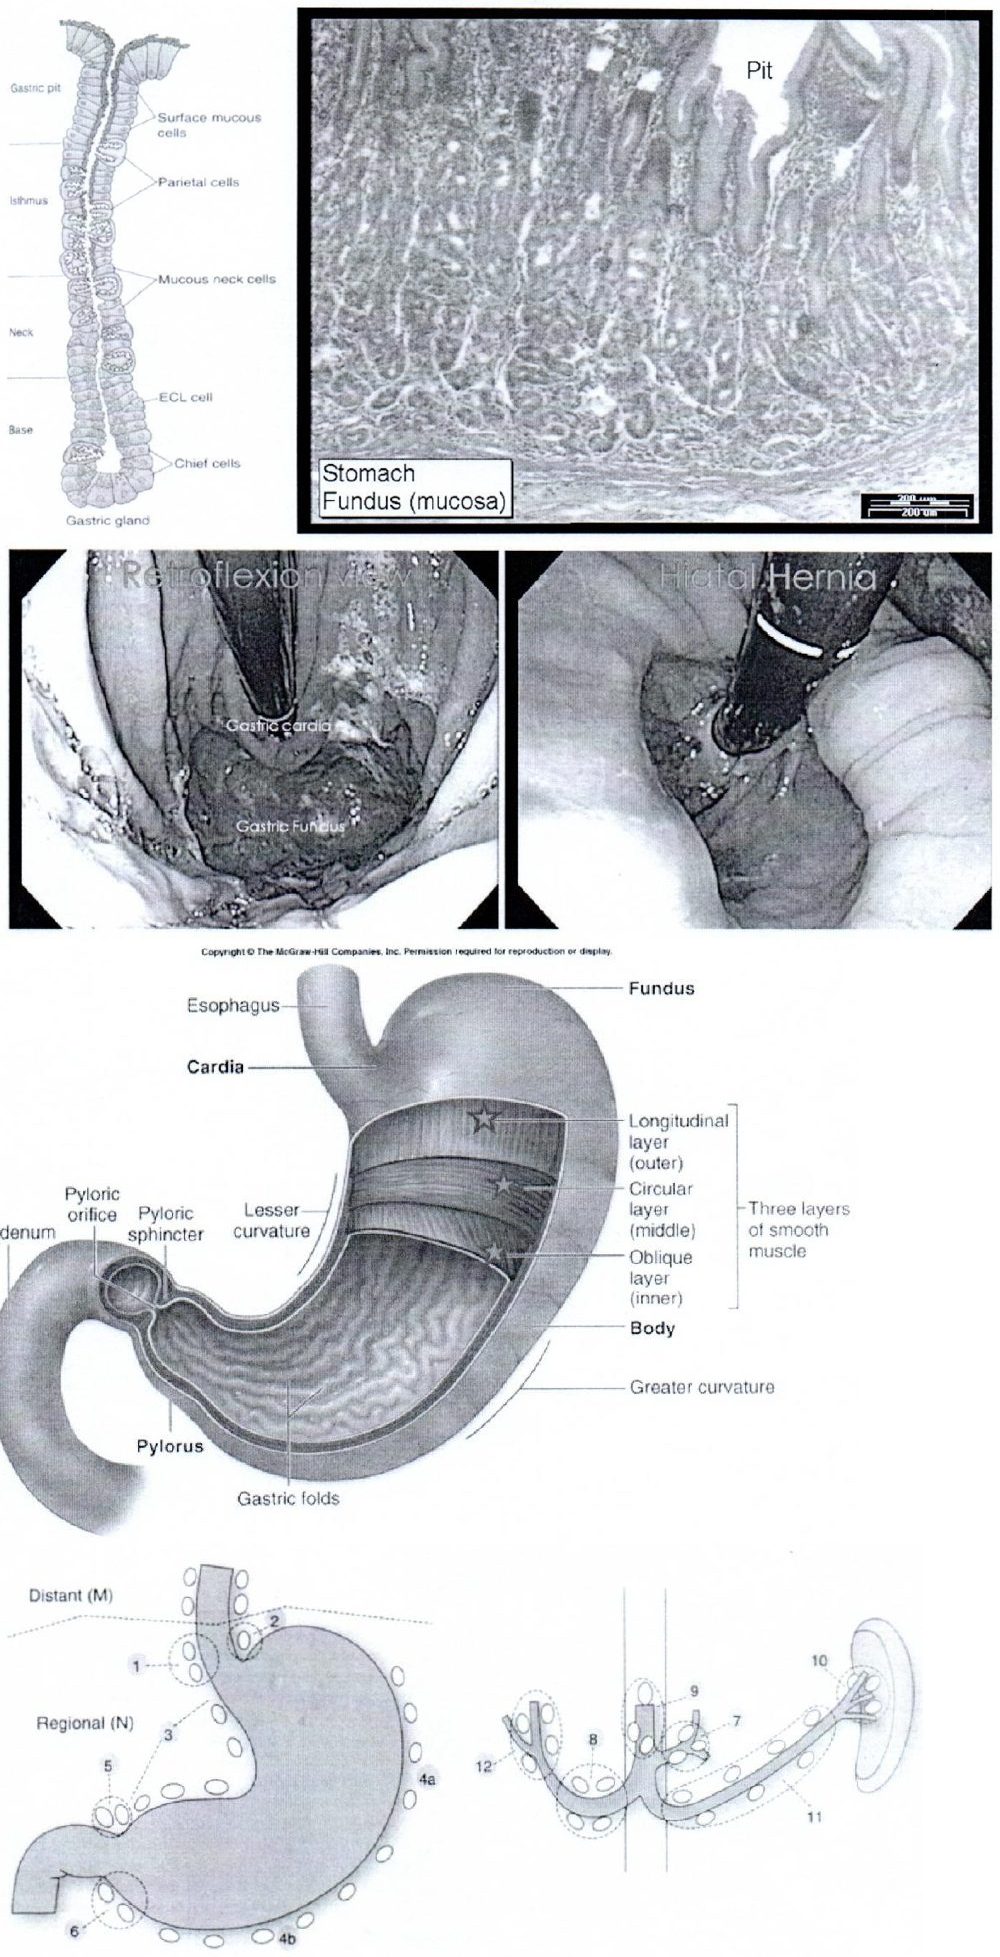 Gastric pit
Surface mucous
cells
Parietal cells
Isthmus
Mucous neck cells
Neck
ECL cell
Base
Chief cells
Gastric gland
Pit
Stomach
Fundus (mucosa)
200 um
200 um
Retroflexion view
Gastric cardia
Gastric Fundus
Hiatal Hernia
Copyright © The McGraw-Hill Companies, Inc. Permission required for reproduction or display.
Esophagus
Fundus
Cardia
Longitudinal
layer
(outer)
Circular
layer
(middle)
Oblique
layer
(inner)
Three layers
of smooth
muscle
Pyloric
orifice
Pyloric
sphincter
Lesser
curvature
denum
Body
Greater curvature
Pylorus
Gastric folds
Distant (M)
2
1
Regional (N)
3
5
4a
6
4b
10
9
7
8
12
11